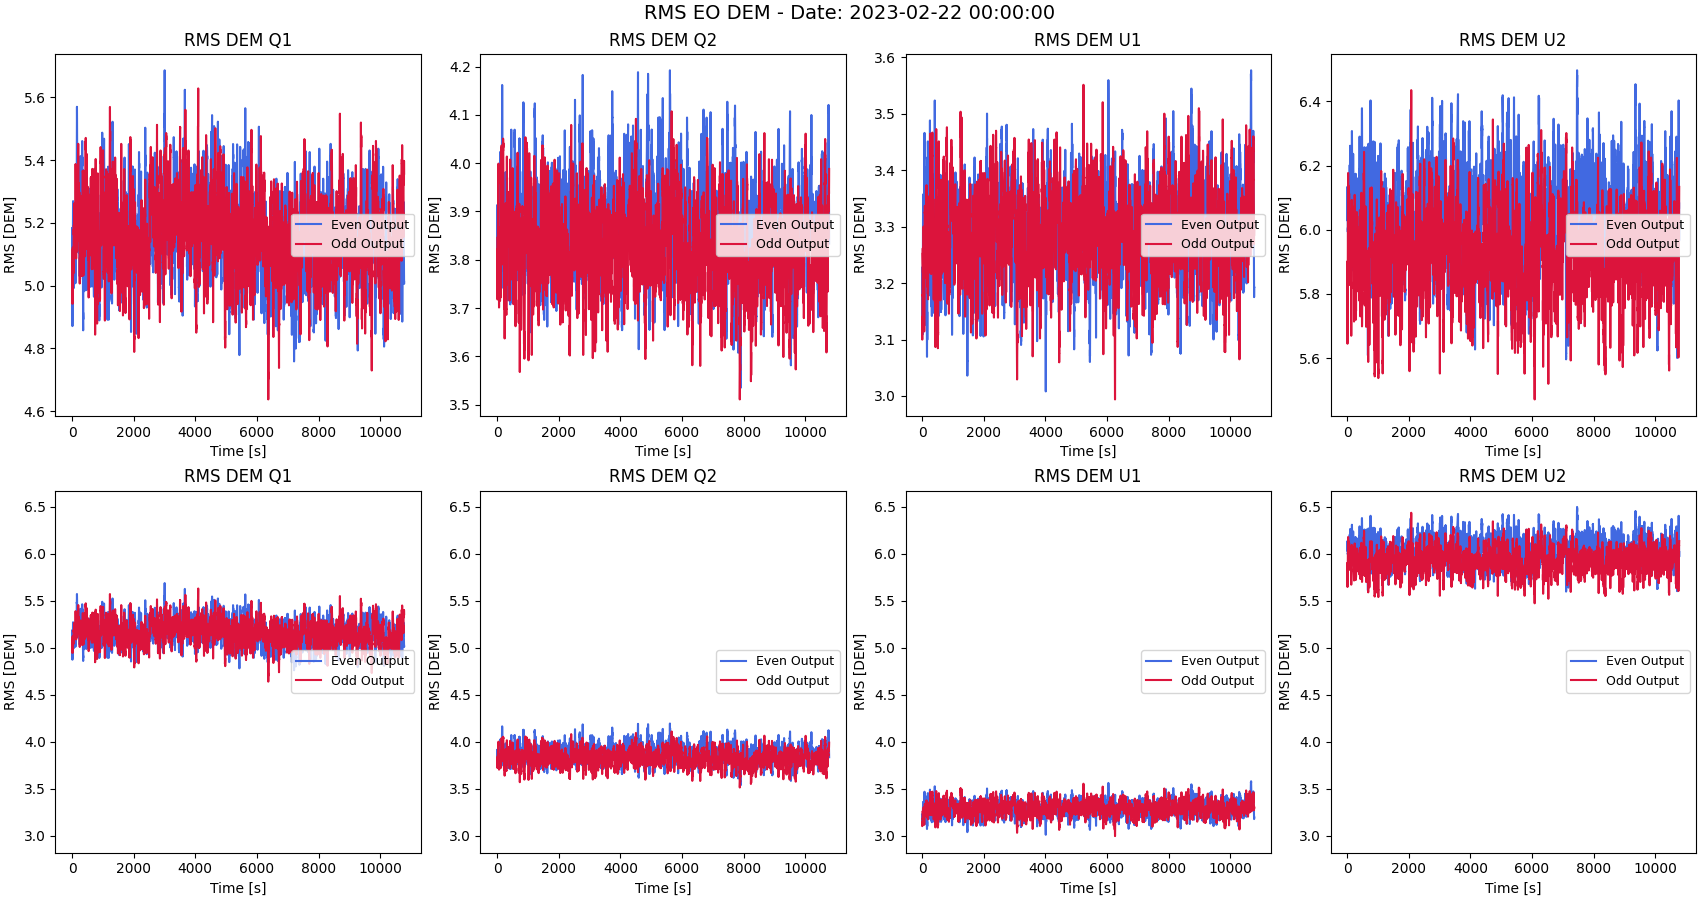 RMS EO DEM - Date: 2023-02-22 00:00:00
RMS DEM Q1
RMS [DEM]
5.6
5.4
5.2
5.0
4.8
4.6
Even Output
Odd Output
0 2000 4000 6000 8000 10000
Time [s]
RMS DEM Q2
RMS [DEM]
4.2
4.1
4.0
3.9
3.8
3.7
3.6
3.5
Even Output
Odd Output
0 2000 4000 6000 8000 10000
Time [s]
RMS DEM U1
RMS [DEM]
3.6
3.5
3.4
3.3
3.2
3.1
3.0
Even Output
Odd Output
0 2000 4000 6000 8000 10000
Time [s]
RMS DEM U2
RMS [DEM]
6.4
6.2
6.0
5.8
5.6
Even Output
Odd Output
0 2000 4000 6000 8000 10000
Time [s]
RMS DEM Q1
RMS [DEM]
6.5
6.0
5.5
5.0
4.5
4.0
3.5
3.0
Even Output
Odd Output
0 2000 4000 6000 8000 10000
Time [s]
RMS DEM Q2
RMS [DEM]
6.5
6.0
5.5
5.0
4.5
4.0
3.5
3.0
Even Output
Odd Output
0 2000 4000 6000 8000 10000
Time [s]
RMS DEM U1
RMS [DEM]
6.5
6.0
5.5
5.0
4.5
4.0
3.5
3.0
Even Output
Odd Output
0 2000 4000 6000 8000 10000
Time [s]
RMS DEM U2
RMS [DEM]
6.5
6.0
5.5
5.0
4.5
4.0
3.5
3.0
Even Output
Odd Output
0 2000 4000 6000 8000 10000
Time [s]